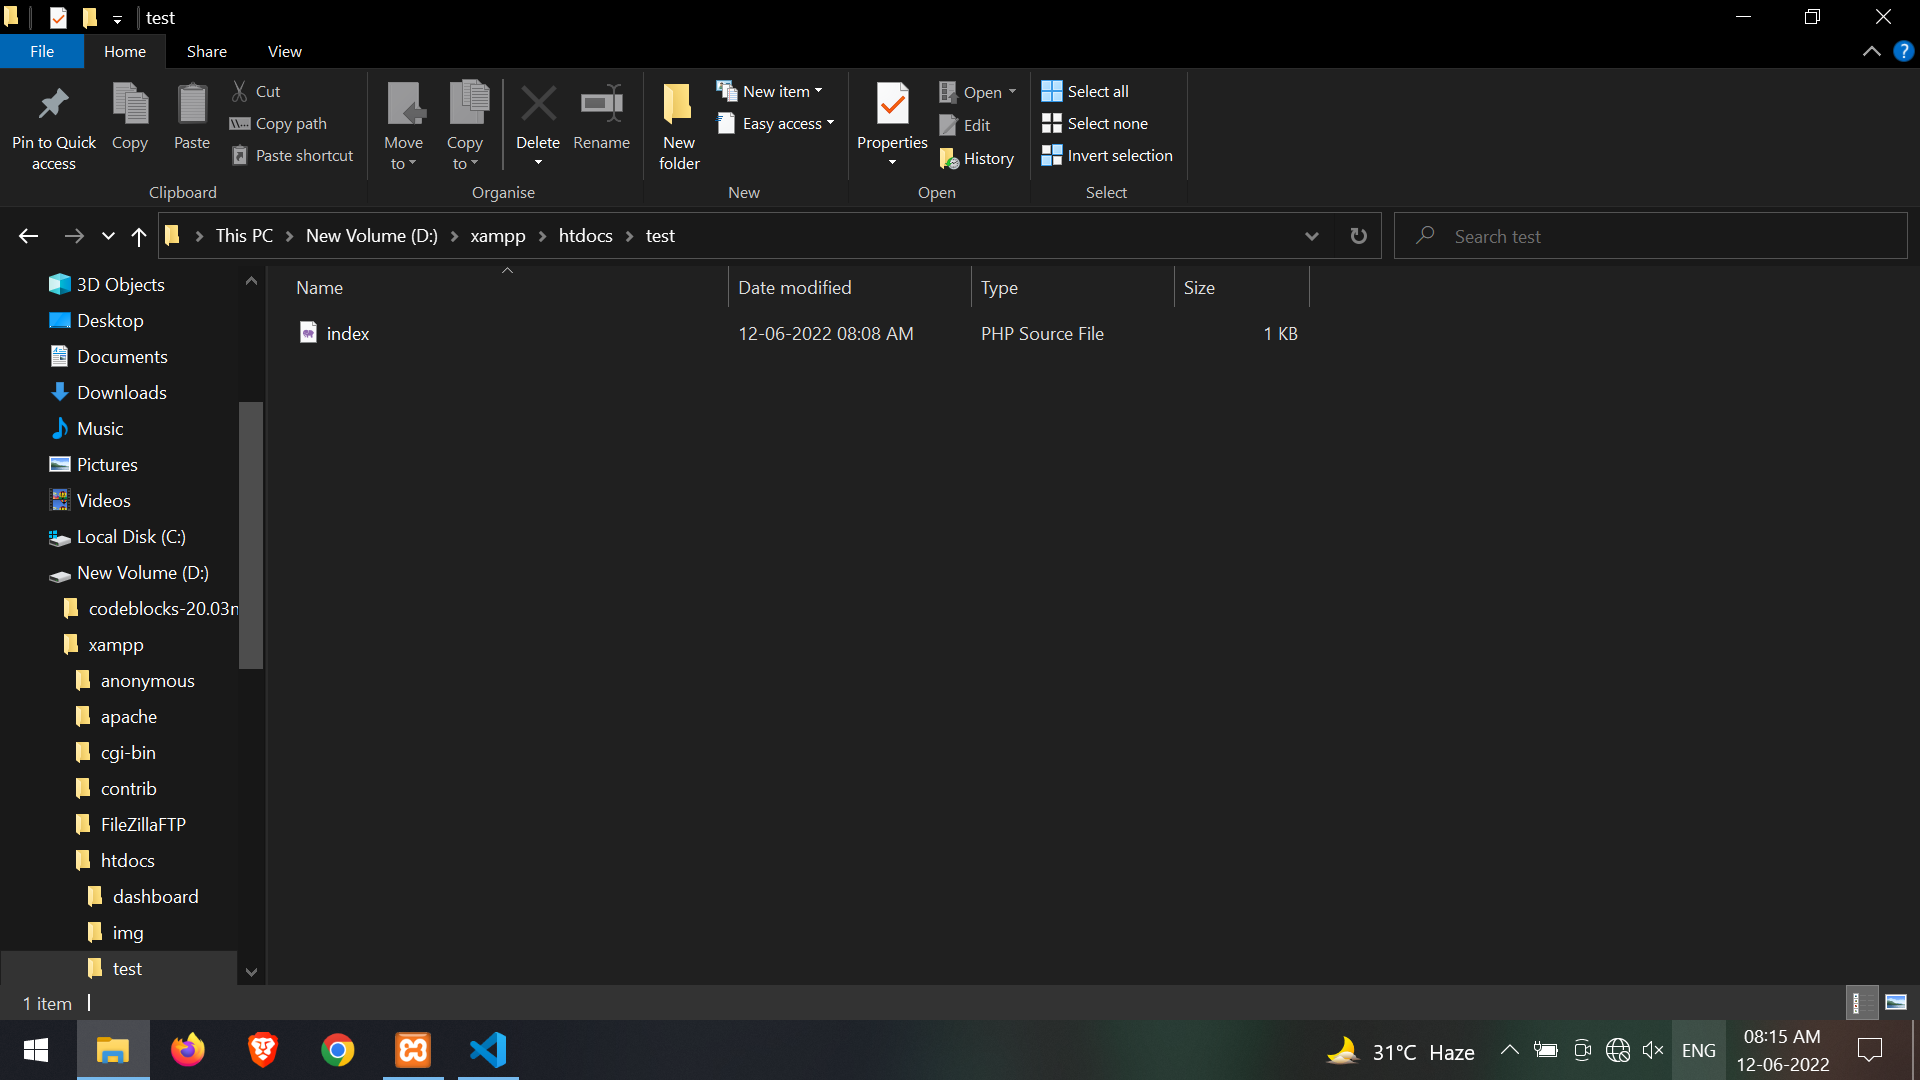 test
File Home Share View
?
Pin to Quick access
Copy
Paste
Cut
Copy path
Paste shortcut
Clipboard
Move to
Copy to
Delete
Rename
Organise
New folder
New item
Easy access
New
Properties
Open
Edit
History
Open
Select all
Select none
Invert selection
Select
This PC > New Volume (D:) > xampp > htdocs > test
Search test
Name Date modified Type Size
index 12-06-2022 08:08 AM PHP Source File 1 KB
3D Objects
Desktop
Documents
Downloads
Music
Pictures
Videos
Local Disk (C:)
New Volume (D:)
codeblocks-20.03m
xampp
anonymous
apache
cgi-bin
contrib
FileZillaFTP
htdocs
dashboard
img
test
1 item
31°C Haze
ENG
08:15 AM
12-06-2022